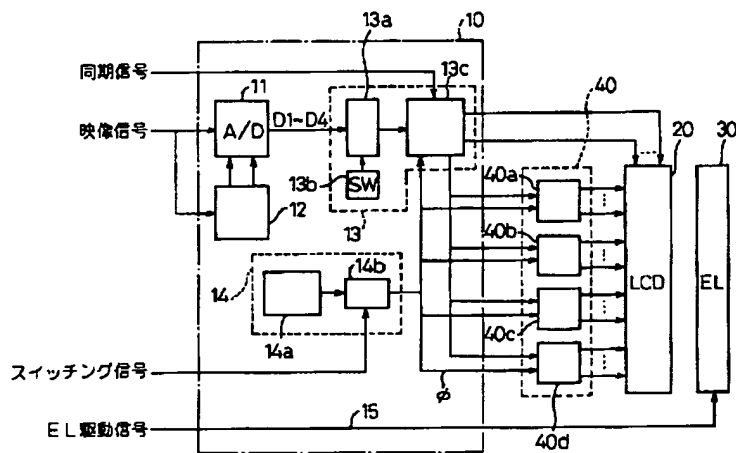 13a
10
同期信号
13c
11
40
映像信号
A/D
D1~D4
20
30
SW
13b
40a
12
13
40b
14
14b
LCD
EL
14a
40c
スイッチング信号
φ
EL駆動信号
15
40d